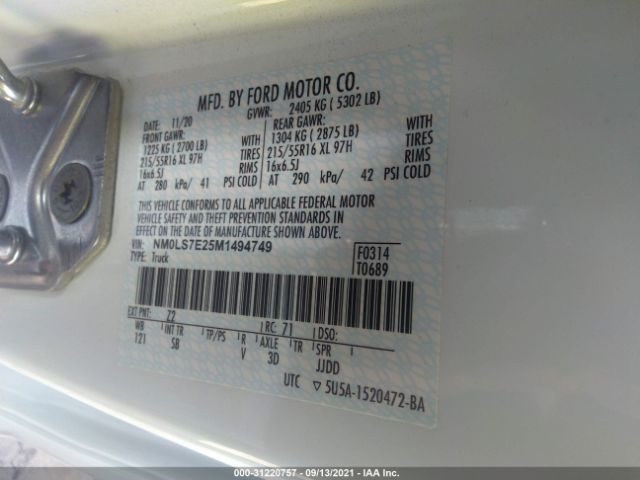 MFD. BY FORD MOTOR CO.
DATE: 11/20 GVWR: 2405 KG ( 5302 LB)
FRONT GAWR: REAR GAWR:
1225 KG (2700 LB) WITH 1304 KG ( 2875 LB) WITH
215/55R16 XL 97H TIRES 215/55R16 XL 97H TIRES
16x6.5J RIMS 16x6.5J RIMS
AT 280 kPa/ 41 PSI COLD AT 290 kPa/ 42 PSI COLD
THIS VEHICLE CONFORMS TO ALL APPLICABLE FEDERAL MOTOR
VEHICLE SAFETY AND THEFT PREVENTION STANDARDS IN
EFFECT ON THE DATE OF MANUFACTURE SHOWN ABOVE.
VIN: NM0LS7E25M1494749 F0314
TYPE: Truck T0689
EXT PNT: Z2 RC: 71 DSO:
WB INT TR TP/PS R AXLE TR SPR
121 SB V 3D JJDD
UTC ▽ 5U5A-1520472-BA
000-31220757 - 09/13/2021 - IAA Inc.